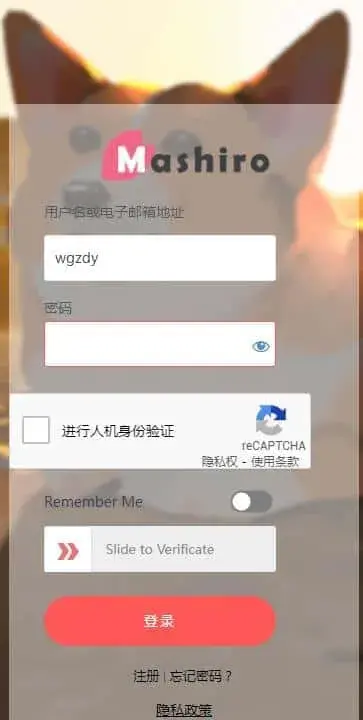 Mashiro
用户名或电子邮箱地址
wgzdy
密码
进行人机身份验证
reCAPTCHA
隐私权 - 使用条款
Remember Me
Slide to Verificate
登录
注册 | 忘记密码？
隐私政策